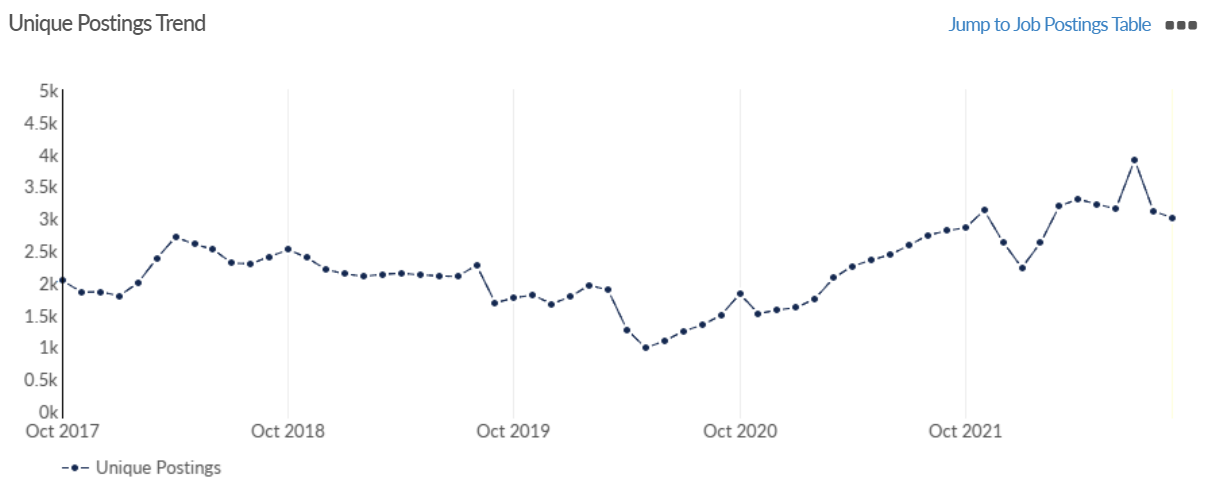 Unique Postings Trend
Jump to Job Postings Table
5k
4.5k
4k
3.5k
3k
2.5k
2k
1.5k
1k
0.5k
0k
Oct 2017 Oct 2018 Oct 2019 Oct 2020 Oct 2021
Unique Postings